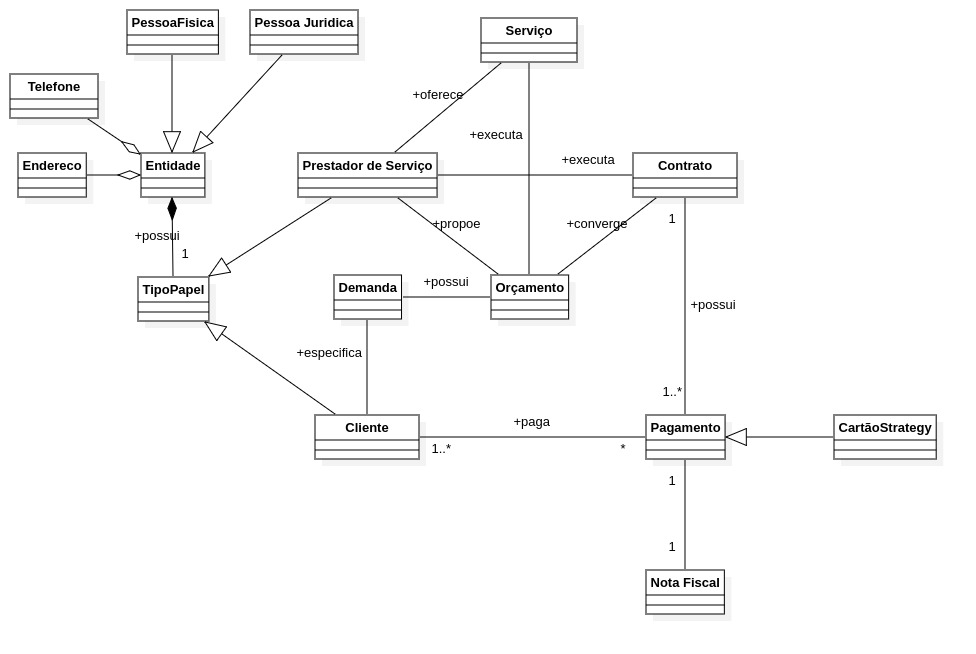 PessoaFisica
Pessoa Juridica
Serviço
Telefone
+oferece
+executa
Endereco
Entidade
Prestador de Serviço
+executa
Contrato
+possui
1
+propoe
+converge
1
TipoPapel
Demanda
+possui
Orçamento
+possui
+especifica
1..*
Cliente
+paga
1..*
*
Pagamento
CartãoStrategy
1
1
Nota Fiscal